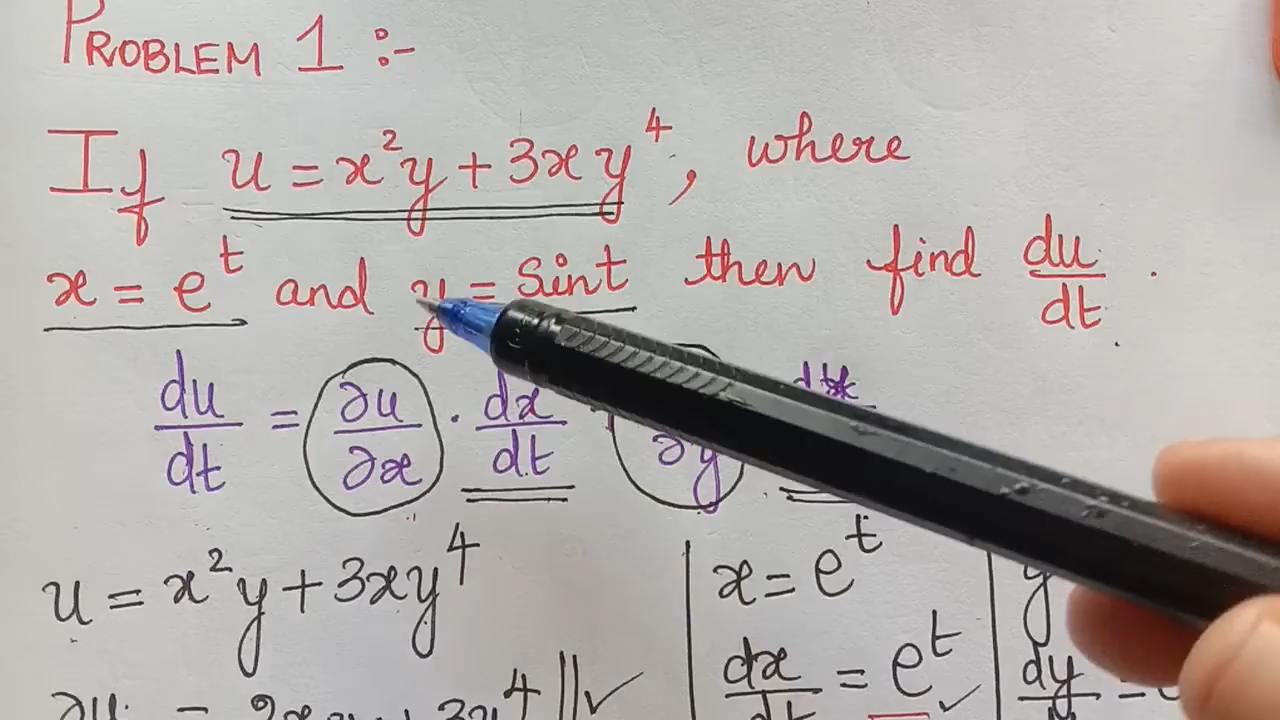 PROBLEM 1 :-
If u = x²y + 3xy⁴, where
x = eᵗ and y = Sint then find du/dt .
du/dt = ∂u/∂x · dx/dt ∂y
u = x²y + 3xy⁴ | x = eᵗ | y
dx/dt = eᵗ ✓ | dy